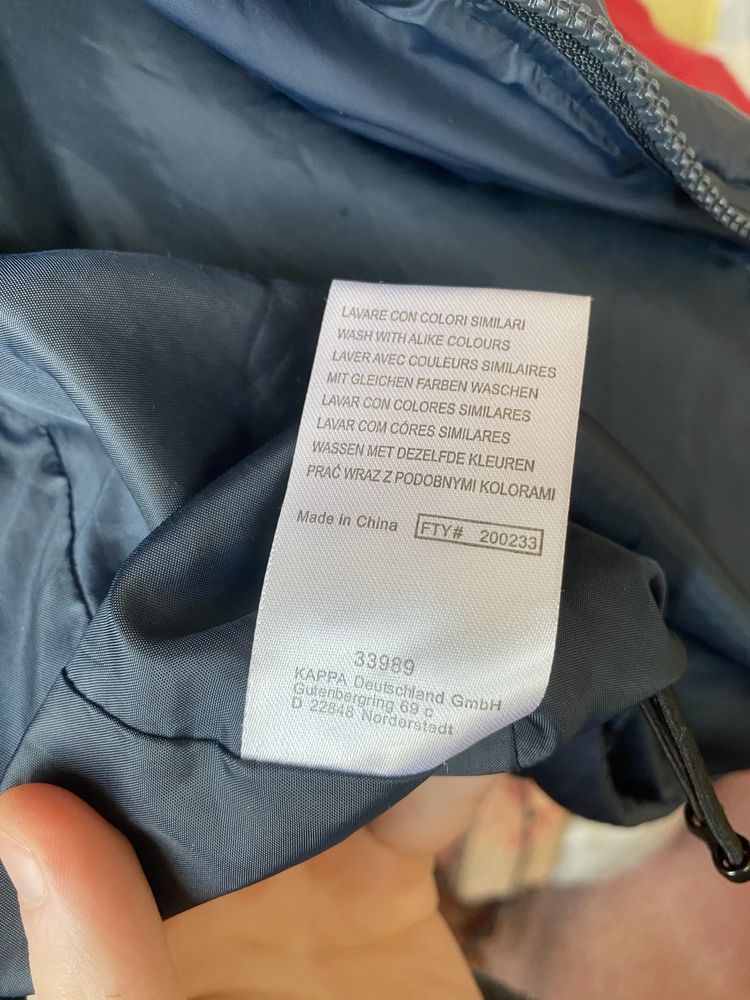 LAVARE CON COLORI SIMILARI
WASH WITH ALIKE COLOURS
LAVER AVEC COULEURS SIMILAIRES
MIT GLEICHEN FARBEN WASCHEN
LAVAR CON COLORES SIMILARES
LAVAR COM CÓRES SIMILARES
WASSEN MET DEZELFDE KLEUREN
PRAĆ WRAZ Z PODOBNYMI KOLORAMI
Made in China FTY# 200233
33989
KAPPA Deutschland GmbH
Gutenbergring 69 c
D 22848 Norderstedt